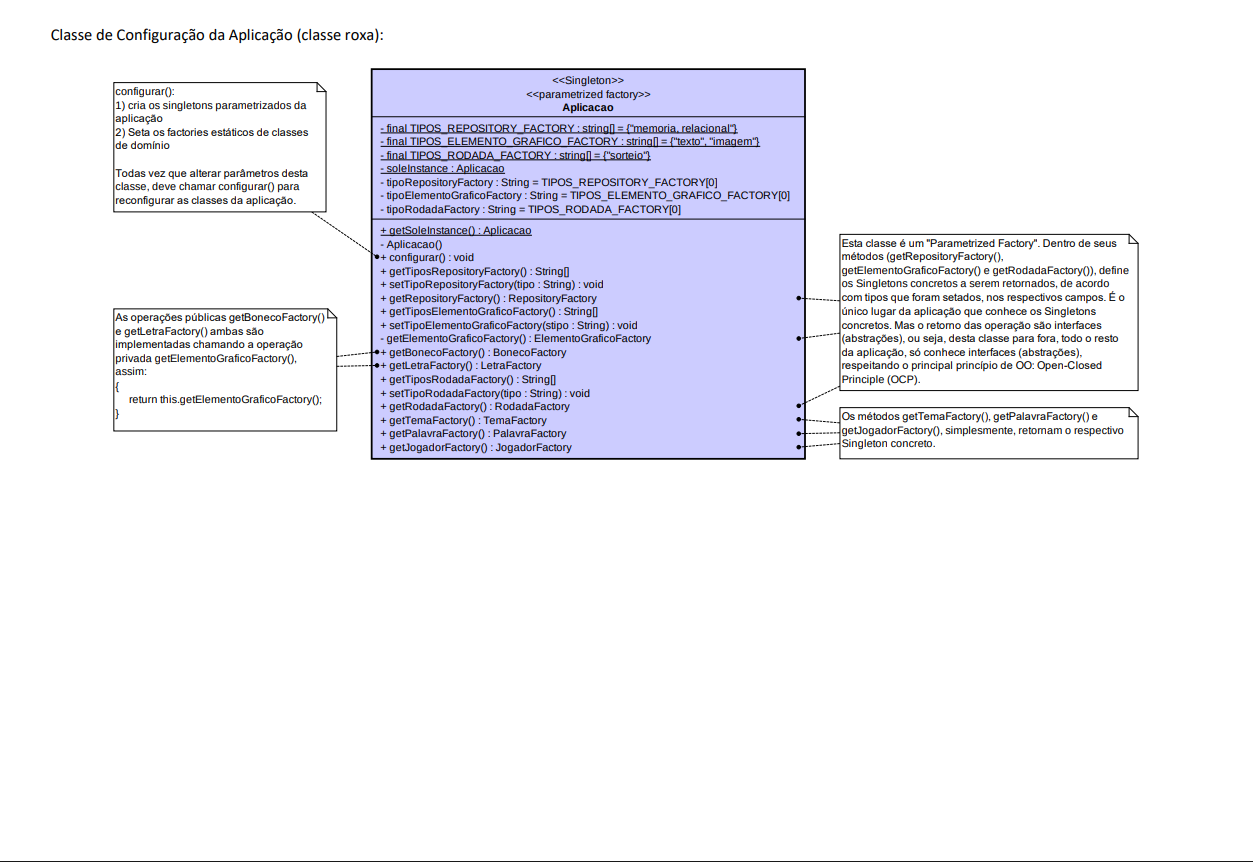 Classe de Configuração da Aplicação (classe roxa):
configurar():
1) cria os singletons parametrizados da
aplicação
2) Seta os factories estáticos de classes
de domínio
Todas vez que alterar parâmetros desta
classe, deve chamar configurar() para
reconfigurar as classes da aplicação.
As operações públicas getBonecoFactory()
e getLetraFactory() ambas são
implementadas chamando a operação
privada getElementoGraficoFactory(),
assim:
{
return this.getElementoGraficoFactory();
}
<<Singleton>>
<<parametrized factory>>
Aplicacao
- final TIPOS_REPOSITORY_FACTORY : string[] = {"memoria, relacional"}
- final TIPOS_ELEMENTO_GRAFICO_FACTORY : string[] = {"texto", "imagem"}
- final TIPOS_RODADA_FACTORY : string[] = {"sorteio"}
- soleInstance : Aplicacao
- tipoRepositoryFactory : String = TIPOS_REPOSITORY_FACTORY[0]
- tipoElementoGraficoFactory : String = TIPOS_ELEMENTO_GRAFICO_FACTORY[0]
- tipoRodadaFactory : String = TIPOS_RODADA_FACTORY[0]
+ getSoleInstance() : Aplicacao
- Aplicacao()
+ configurar() : void
+ getTiposRepositoryFactory() : String[]
+ setTipoRepositoryFactory(tipo : String) : void
+ getRepositoryFactory() : RepositoryFactory
+ getTiposElementoGraficoFactory() : String[]
+ setTipoElementoGraficoFactory(stipo : String) : void
- getElementoGraficoFactory() : ElementoGraficoFactory
+ getBonecoFactory() : BonecoFactory
+ getLetraFactory() : LetraFactory
+ getTiposRodadaFactory() : String[]
+ setTipoRodadaFactory(tipo : String) : void
+ getRodadaFactory() : RodadaFactory
+ getTemaFactory() : TemaFactory
+ getPalavraFactory() : PalavraFactory
+ getJogadorFactory() : JogadorFactory
Esta classe é um "Parametrized Factory". Dentro de seus
métodos (getRepositoryFactory(),
getElementoGraficoFactory() e getRodadaFactory()), define
os Singletons concretos a serem retornados, de acordo
com tipos que foram setados, nos respectivos campos. É o
único lugar da aplicação que conhece os Singletons
concretos. Mas o retorno das operação são interfaces
(abstrações), ou seja, desta classe para fora, todo o resto
da aplicação, só conhece interfaces (abstrações),
respeitando o principal princípio de OO: Open-Closed
Principle (OCP).
Os métodos getTemaFactory(), getPalavraFactory() e
getJogadorFactory(), simplesmente, retornam o respectivo
Singleton concreto.